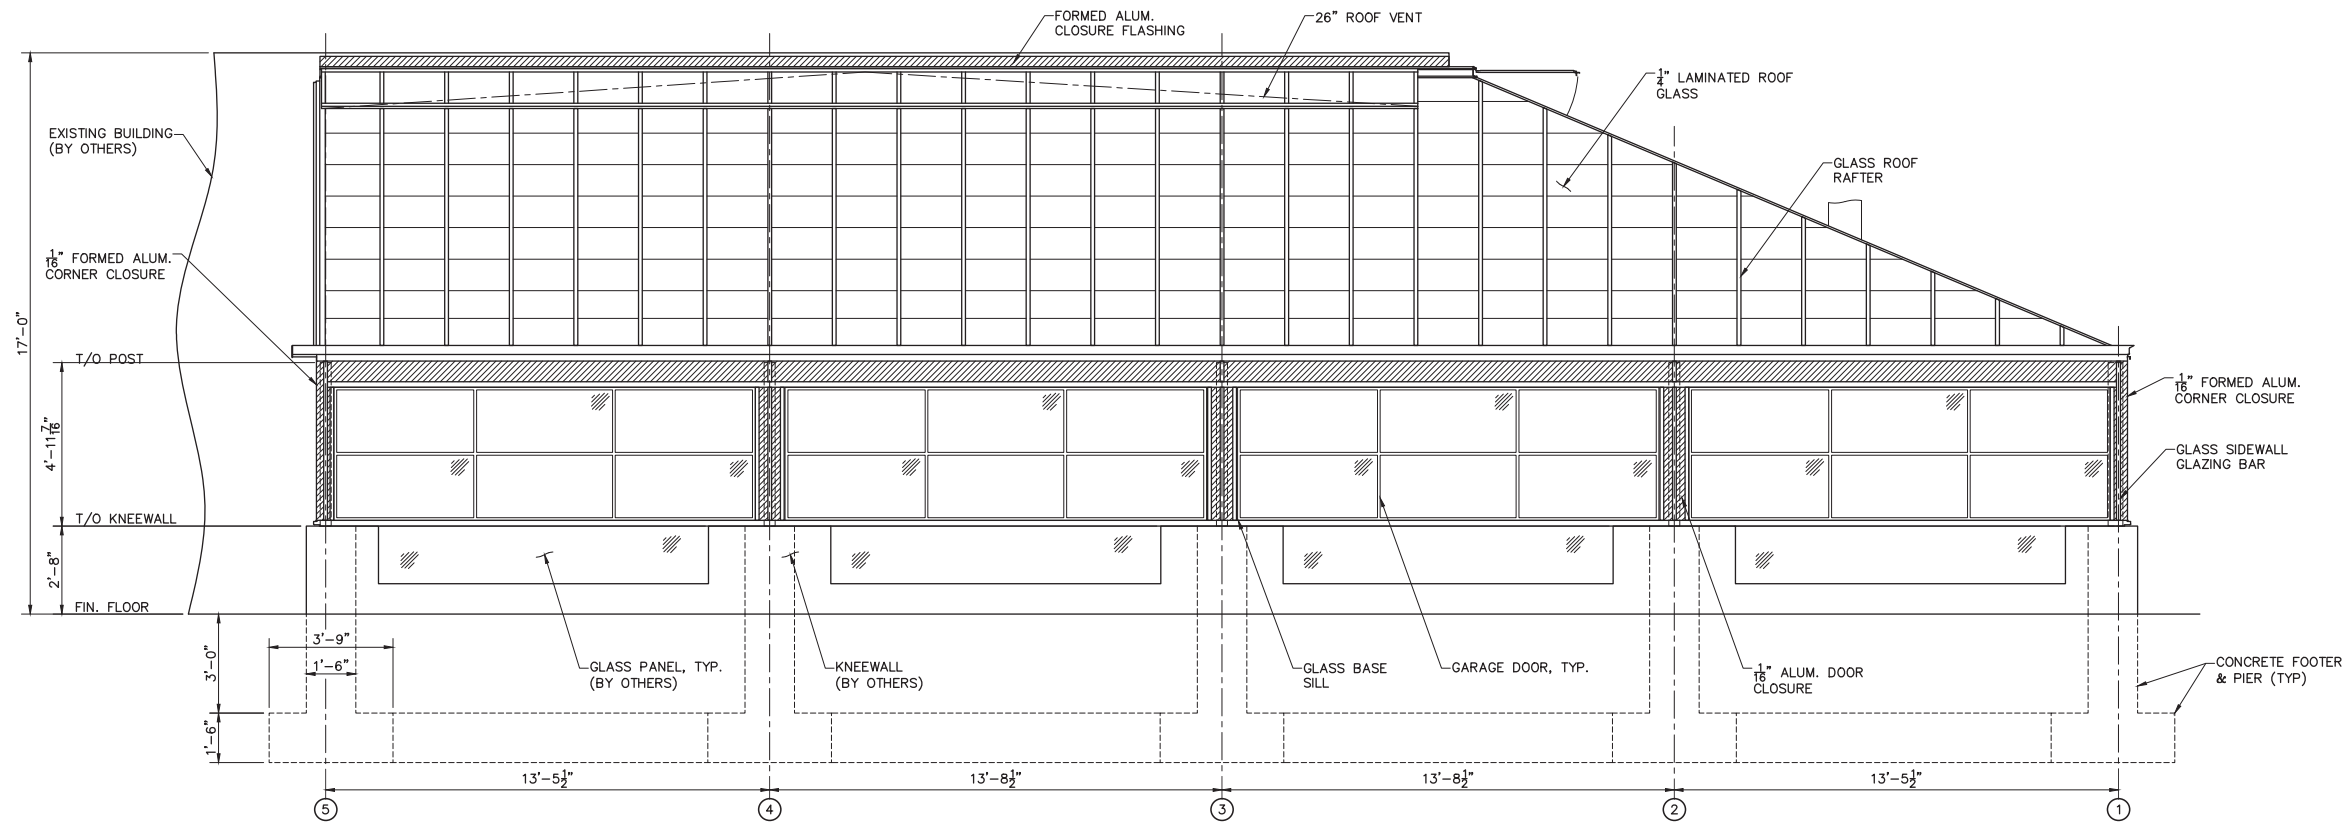 FORMED ALUM.
CLOSURE FLASHING
26" ROOF VENT
1/4" LAMINATED ROOF
GLASS
EXISTING BUILDING
(BY OTHERS)
GLASS ROOF
RAFTER
1/16" FORMED ALUM.
CORNER CLOSURE
17'-0"
T/O POST
1/16" FORMED ALUM.
CORNER CLOSURE
4'-11 7/16"
GLASS SIDEWALL
GLAZING BAR
T/O KNEEWALL
2'-8"
FIN. FLOOR
3'-9"
3'-0"
1'-6"
GLASS PANEL, TYP.
(BY OTHERS)
KNEEWALL
(BY OTHERS)
GLASS BASE
SILL
GARAGE DOOR, TYP.
1/16" ALUM. DOOR
CLOSURE
CONCRETE FOOTER
& PIER (TYP)
1'-6"
13'-5 1/2"
13'-8 1/2"
13'-8 1/2"
13'-5 1/2"
5
4
3
2
1